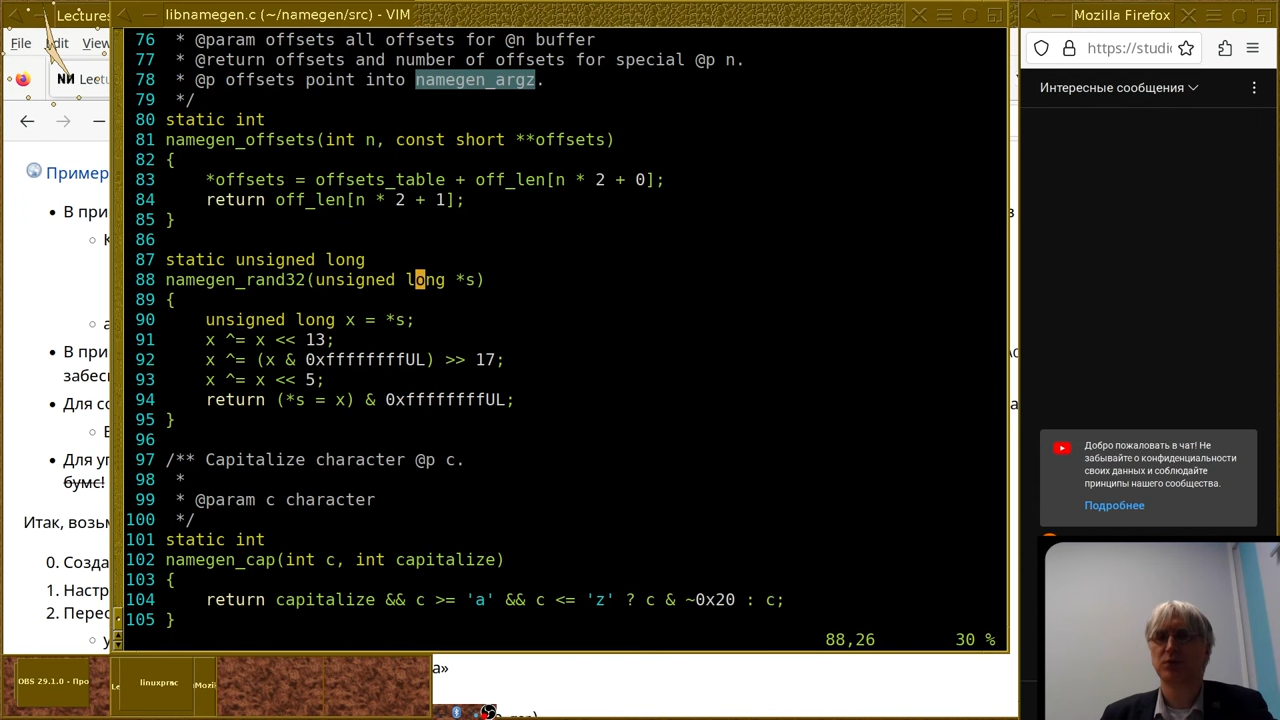 Lectures
libnamegen.c (~/namegen/src) - VIM
Mozilla Firefox
File Edit View
Lectu
https://studio
Интересные сообщения
Пример
В при
К
а
В при
забесп
Для со
Для уп
бумс!
Итак, возьм
0. Созда
1. Настр
2. Перес
76 * @param offsets all offsets for @n buffer
77 * @return offsets and number of offsets for special @p n.
78 * @p offsets point into namegen_argz.
79 */
80 static int
81 namegen_offsets(int n, const short **offsets)
82 {
83 *offsets = offsets_table + off_len[n * 2 + 0];
84 return off_len[n * 2 + 1];
85 }
86
87 static unsigned long
88 namegen_rand32(unsigned long *s)
89 {
90 unsigned long x = *s;
91 x ^= x << 13;
92 x ^= (x & 0xffffffffUL) >> 17;
93 x ^= x << 5;
94 return (*s = x) & 0xffffffffUL;
95 }
96
97 /** Capitalize character @p c.
98 *
99 * @param c character
100 */
101 static int
102 namegen_cap(int c, int capitalize)
103 {
104 return capitalize && c >= 'a' && c <= 'z' ? c & ~0x20 : c;
105 }
88,26 30 %
Добро пожаловать в чат! Не
забывайте о конфиденциальности
своих данных и соблюдайте
принципы нашего сообщества.
Подробнее
а»
OBS 29.1.0 - Про
linuxprac
Mozil